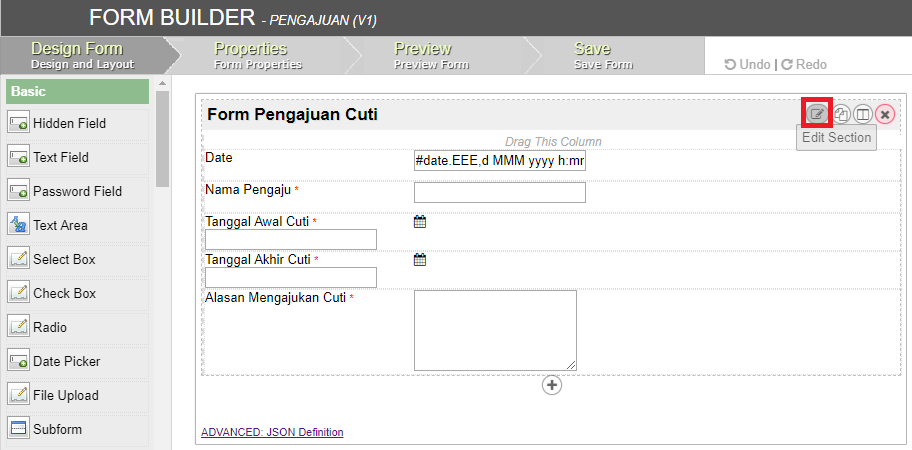 FORM BUILDER - PENGAJUAN (V1)
Design Form
Design and Layout
Properties
Form Properties
Preview
Preview Form
Save
Save Form
Undo | Redo
Basic
Hidden Field
Text Field
Password Field
Text Area
Select Box
Check Box
Radio
Date Picker
File Upload
Subform
Form Pengajuan Cuti
Edit Section
Drag This Column
Date
#date.EEE,d MMM yyyy h:mr
Nama Pengaju *
Tanggal Awal Cuti *
Tanggal Akhir Cuti *
Alasan Mengajukan Cuti *
ADVANCED: JSON Definition